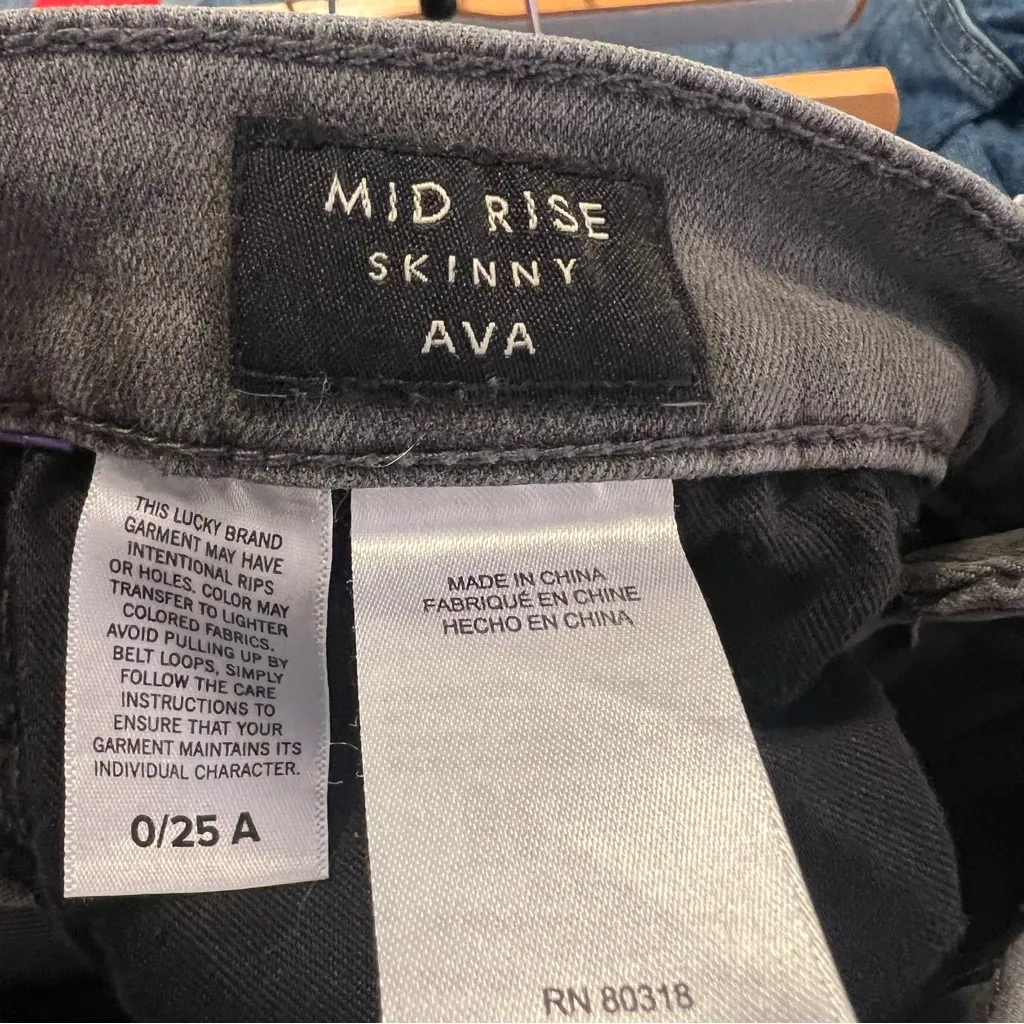 MID RISE
SKINNY
AVA
THIS LUCKY BRAND
GARMENT MAY HAVE
INTENTIONAL RIPS
OR HOLES. COLOR MAY
TRANSFER TO LIGHTER
COLORED FABRICS.
AVOID PULLING UP BY
BELT LOOPS, SIMPLY
FOLLOW THE CARE
INSTRUCTIONS TO
ENSURE THAT YOUR
GARMENT MAINTAINS ITS
INDIVIDUAL CHARACTER.
0/25 A
MADE IN CHINA
FABRIQUÉ EN CHINE
HECHO EN CHINA
RN 80318